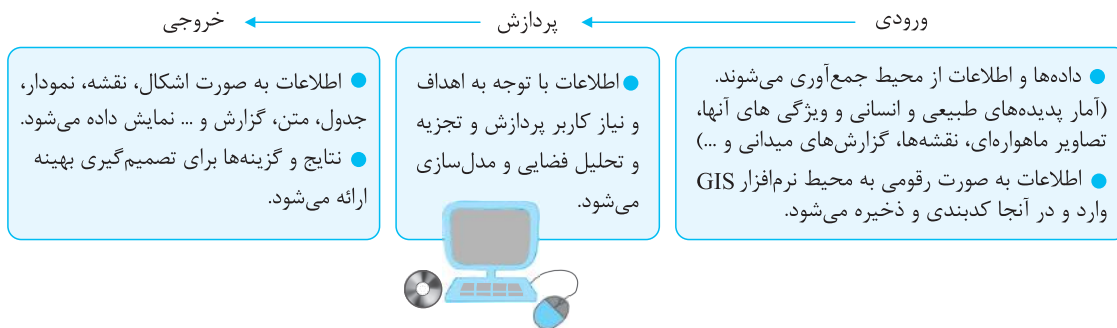 ورودی
پردازش
خروجی
● داده‌ها و اطلاعات از محیط جمع‌آوری می‌شوند.
(آمار پدیده‌های طبیعی و انسانی و ویژگی های آنها،
تصاویر ماهواره‌ای، نقشه‌ها، گزارش‌های میدانی و ...)
● اطلاعات به صورت رقومی به محیط نرم‌افزار GIS
وارد و در آنجا کدبندی و ذخیره می‌شود.
● اطلاعات با توجه به اهداف
و نیاز کاربر پردازش و تجزیه
و تحلیل فضایی و مدل‌سازی
می‌شود.
● اطلاعات به صورت اشکال، نقشه، نمودار،
جدول، متن، گزارش و ... نمایش داده می‌شود.
● نتایج و گزینه‌ها برای تصمیم‌گیری بهینه
ارائه می‌شود.